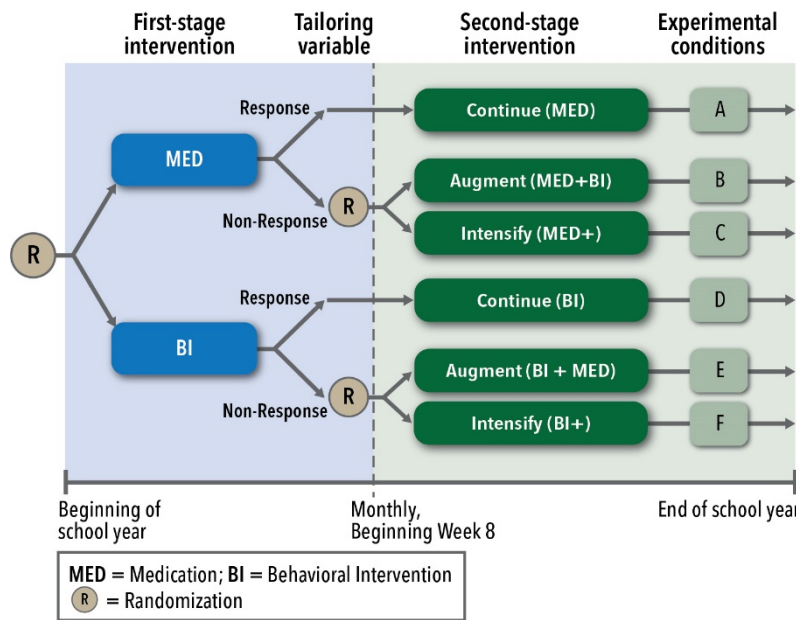 First-stage
intervention
Tailoring
variable
Second-stage
intervention
Experimental
conditions
Response
Continue (MED)
A
MED
Augment (MED+BI)
B
R
Non-Response
Intensify (MED+)
C
R
Response
Continue (BI)
D
BI
Augment (BI + MED)
E
R
Non-Response
Intensify (BI+)
F
Beginning of
school year
Monthly,
Beginning Week 8
End of school year
MED = Medication; BI = Behavioral Intervention
R = Randomization